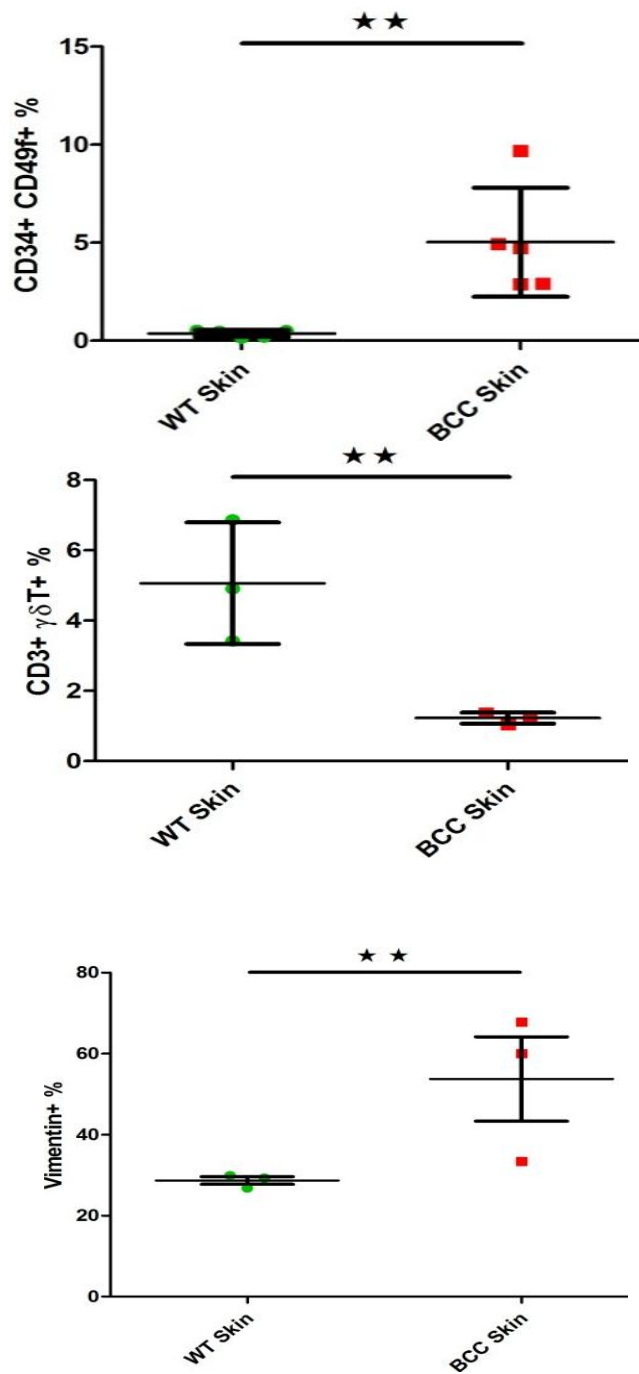 ★★
15
10
5
0
CD34+ CD49f+ %
WT Skin
BCC Skin
★★
8
6
4
2
0
CD3+ γδT+ %
WT Skin
BCC Skin
★ ★
80
60
40
20
0
Vimentin+ %
WT Skin
BCC Skin